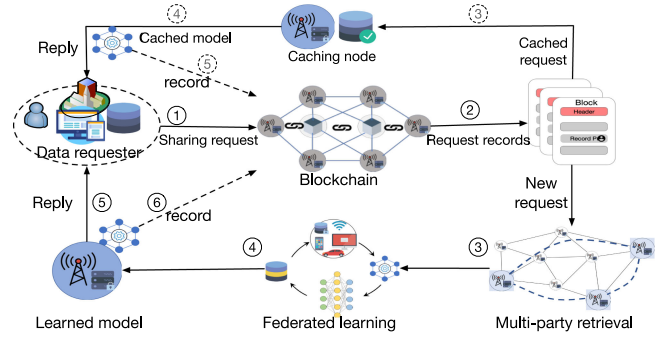 ④
③
Reply
Cached model
Caching node
Cached
request
⑤
record
Block
Header
①
②
Data requester
Sharing request
Request records
Blockchain
New
request
Reply
⑤
⑥
record
④
③
Learned model
Federated learning
Multi-party retrieval